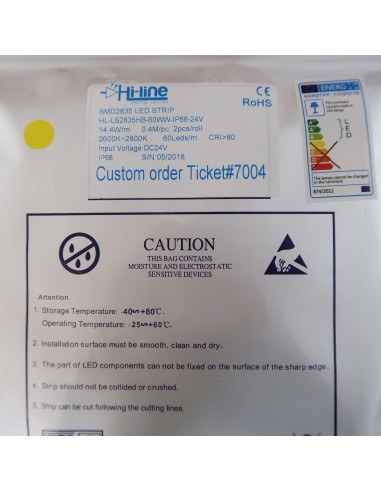 Hi-line
SMD2835 LED STRIP
HL-LS2835HB-60WW-IP68-24V
14.4W/m 0.4M/pc, 2pcs/roll
2600K~2800K 60Leds/m CRI>80
Input Voltage:DC24V
IP68 S/N:05/2018
Custom order Ticket#7004
CE
RoHS
ENERG
LED
874/2012
CAUTION
THIS BAG CONTAINS
MOISTURE AND ELECTROSTATIC
SENSITIVE DEVICES
Attention
1. Storage Temperature: -40~+80℃.
Operating Temperature: -25~+60℃.
2. Installation surface must be smooth, clean and dry.
3. The part of LED components can not be fixed on the surface of the sharp edge.
4. Strip should not be collided or crushed.
5. Strip can be cut following the cutting lines.